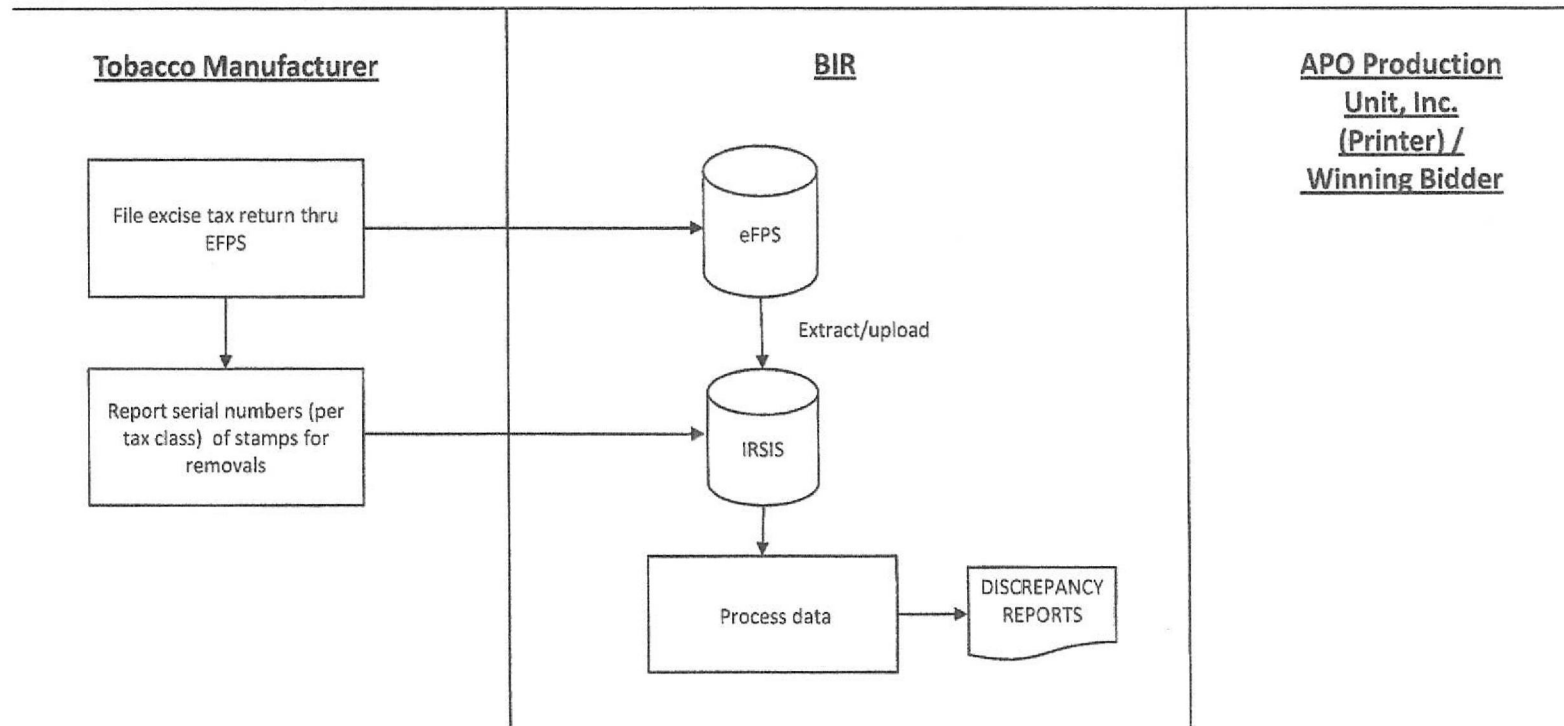 Tobacco Manufacturer
BIR
APO Production
Unit, Inc.
(Printer) /
Winning Bidder
File excise tax return thru
EFPS
eFPS
Extract/upload
Report serial numbers (per
tax class) of stamps for
removals
IRSIS
Process data
DISCREPANCY
REPORTS